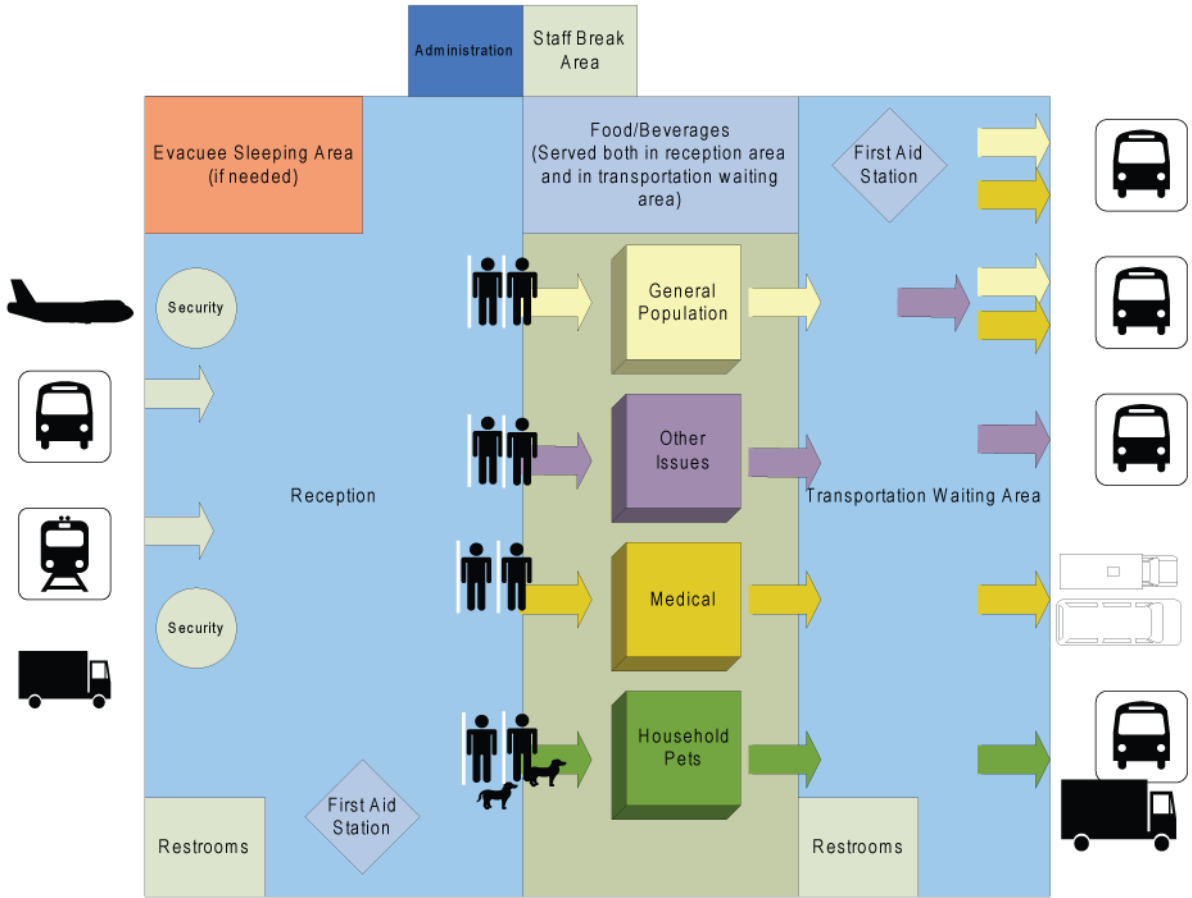 Administration
Staff Break
Area
Evacuee Sleeping Area
(if needed)
Food/Beverages
(Served both in reception area
and in transportation waiting
area)
First Aid
Station
Security
General
Population
Other
Issues
Reception
Transportation Waiting Area
Medical
Security
Household
Pets
First Aid
Station
Restrooms
Restrooms